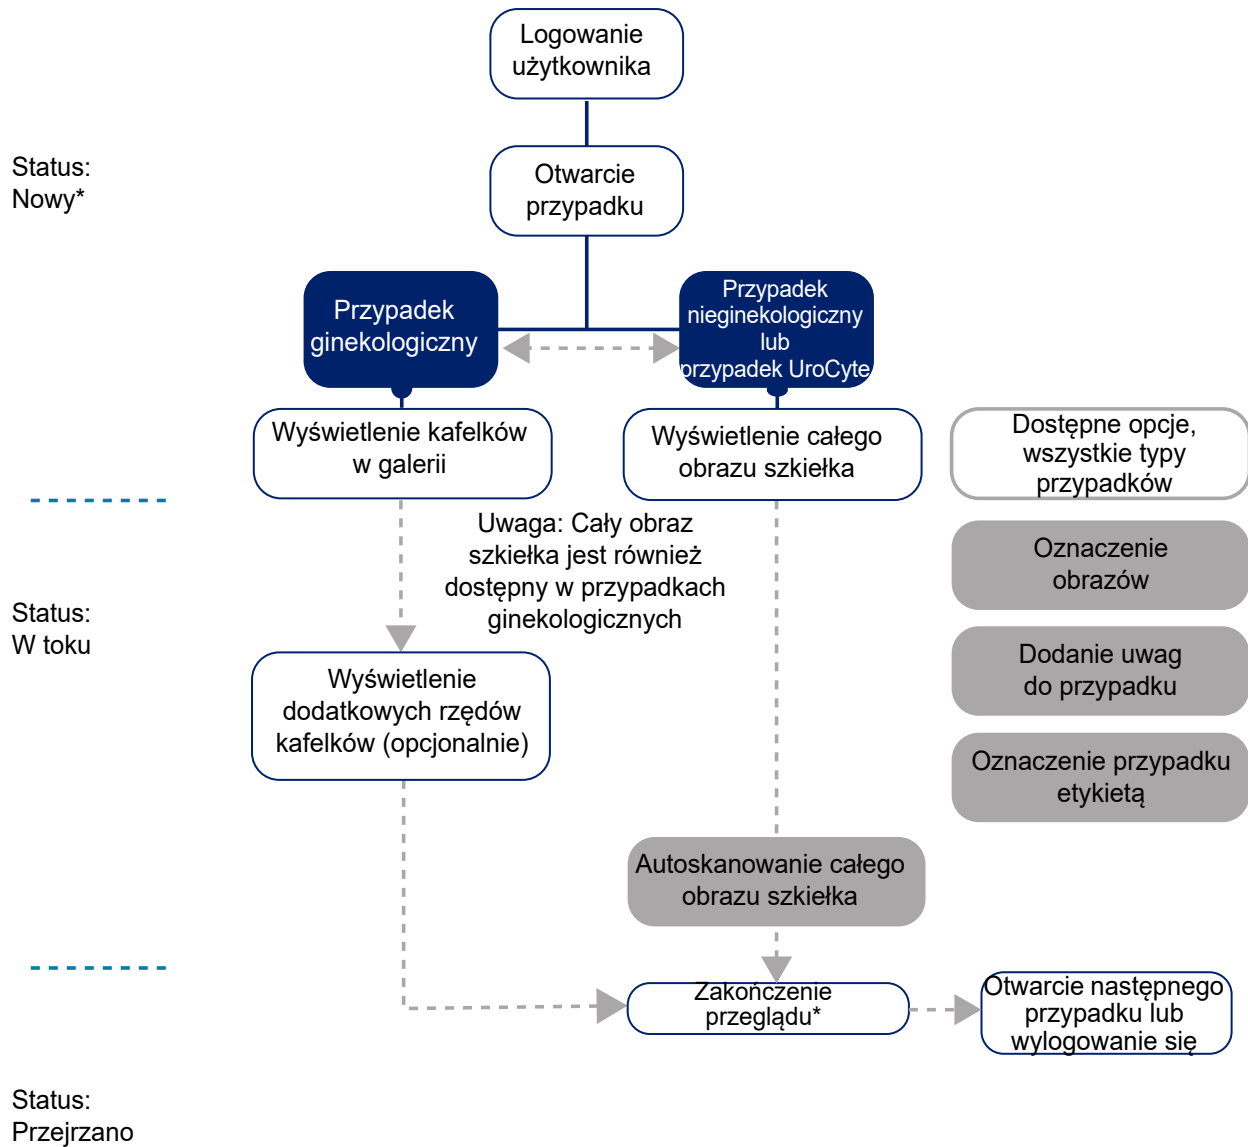 Logowanie
użytkownika
Status:
Nowy*
Otwarcie
przypadku
Przypadek
ginekologiczny
Przypadek
nieginekologiczny
lub
przypadek UroCyte
Wyświetlenie kafelków
w galerii
Wyświetlenie całego
obrazu szkiełka
Dostępne opcje,
wszystkie typy
przypadków
Uwaga: Cały obraz
szkiełka jest również
dostępny w przypadkach
ginekologicznych
Oznaczenie
obrazów
Status:
W toku
Dodanie uwag
do przypadku
Wyświetlenie
dodatkowych rzędów
kafelków (opcjonalnie)
Oznaczenie przypadku
etykietą
Autoskanowanie całego
obrazu szkiełka
Zakończenie
przeglądu*
Otwarcie następnego
przypadku lub
wylogowanie się
Status:
Przejrzano